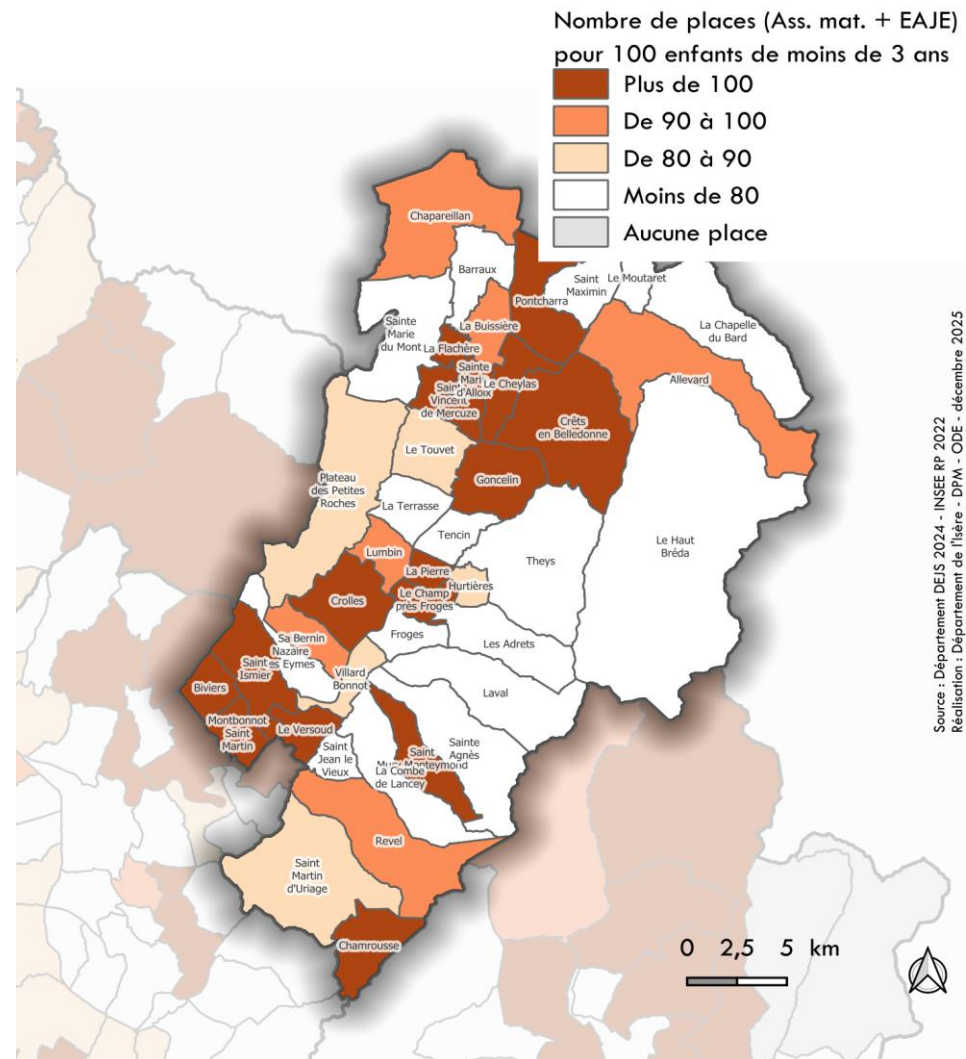 Nombre de places (Ass. mat. + EAJE)
pour 100 enfants de moins de 3 ans
Plus de 100
De 90 à 100
De 80 à 90
Moins de 80
Aucune place
Chapareillan
Barraux
Pontcharra
Saint
Maximin
Le Moutaret
La Chapelle
du Bard
Sainte
Marie
du Mont
La Buissière
La Flachère
Allevard
Sainte
Mari
d'Alloix
Le Cheylas
Sai
Vincent
de Mercuze
Crêts
en Belledonne
Le Touvet
Goncelin
Plateau
des Petites
Roches
La Terrasse
Tencin
Le Haut
Bréda
Theys
Lumbin
La Pierre
Hurtières
Crolles
Le Champ
près Froges
Froges
Les Adrets
Sa Bernin
Nazaire
es Eymes
Saint
Ismier
Villard
Bonnot
Laval
Biviers
Montbonnot
Saint
Martin
Le Versoud
Saint
Jean le
Vieux
Sainte
Agnès
Saint
Monteymond
La Combe
de Lancey
Revel
Saint
Martin
d'Uriage
Chamrousse
0 2,5 5 km
Source : Département DEJS 2024 - INSEE RP 2022
Réalisation : Département de l'Isère - DPM - ODE - décembre 2025